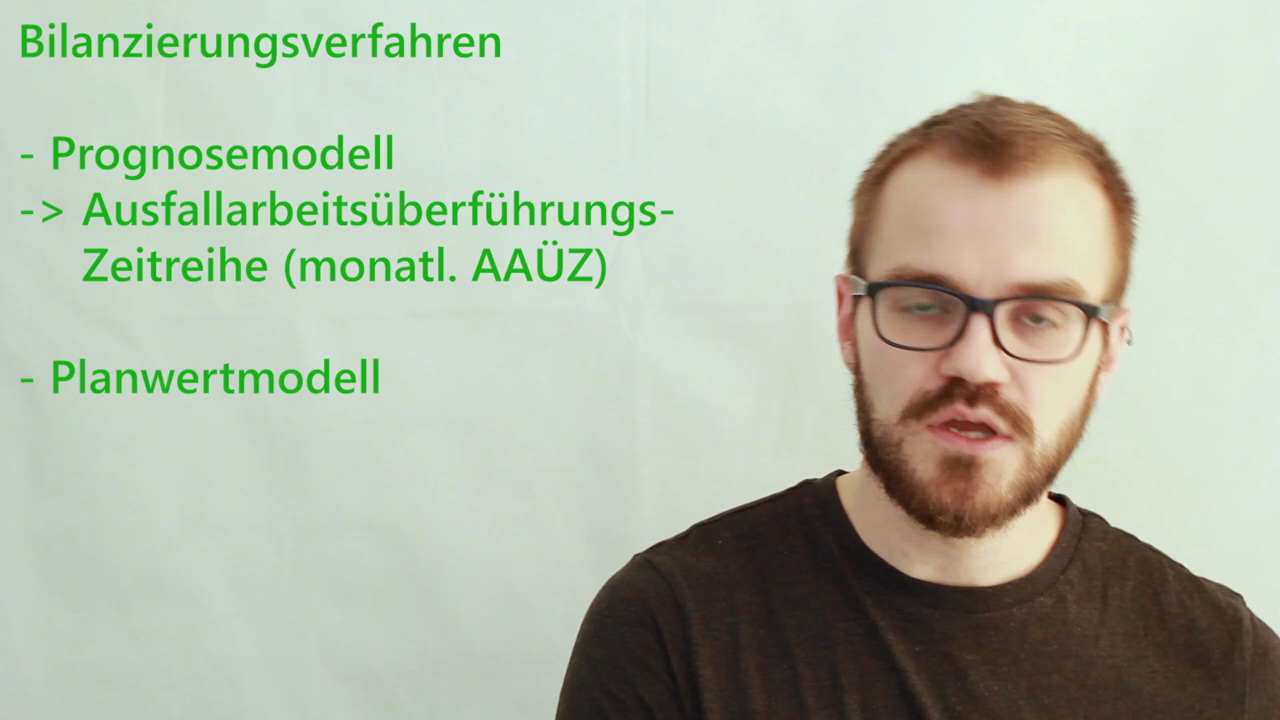 Bilanzierungsverfahren
- Prognosemodell
-> Ausfallarbeitsüberführungs-
Zeitreihe (monatl. AAÜZ)
- Planwertmodell